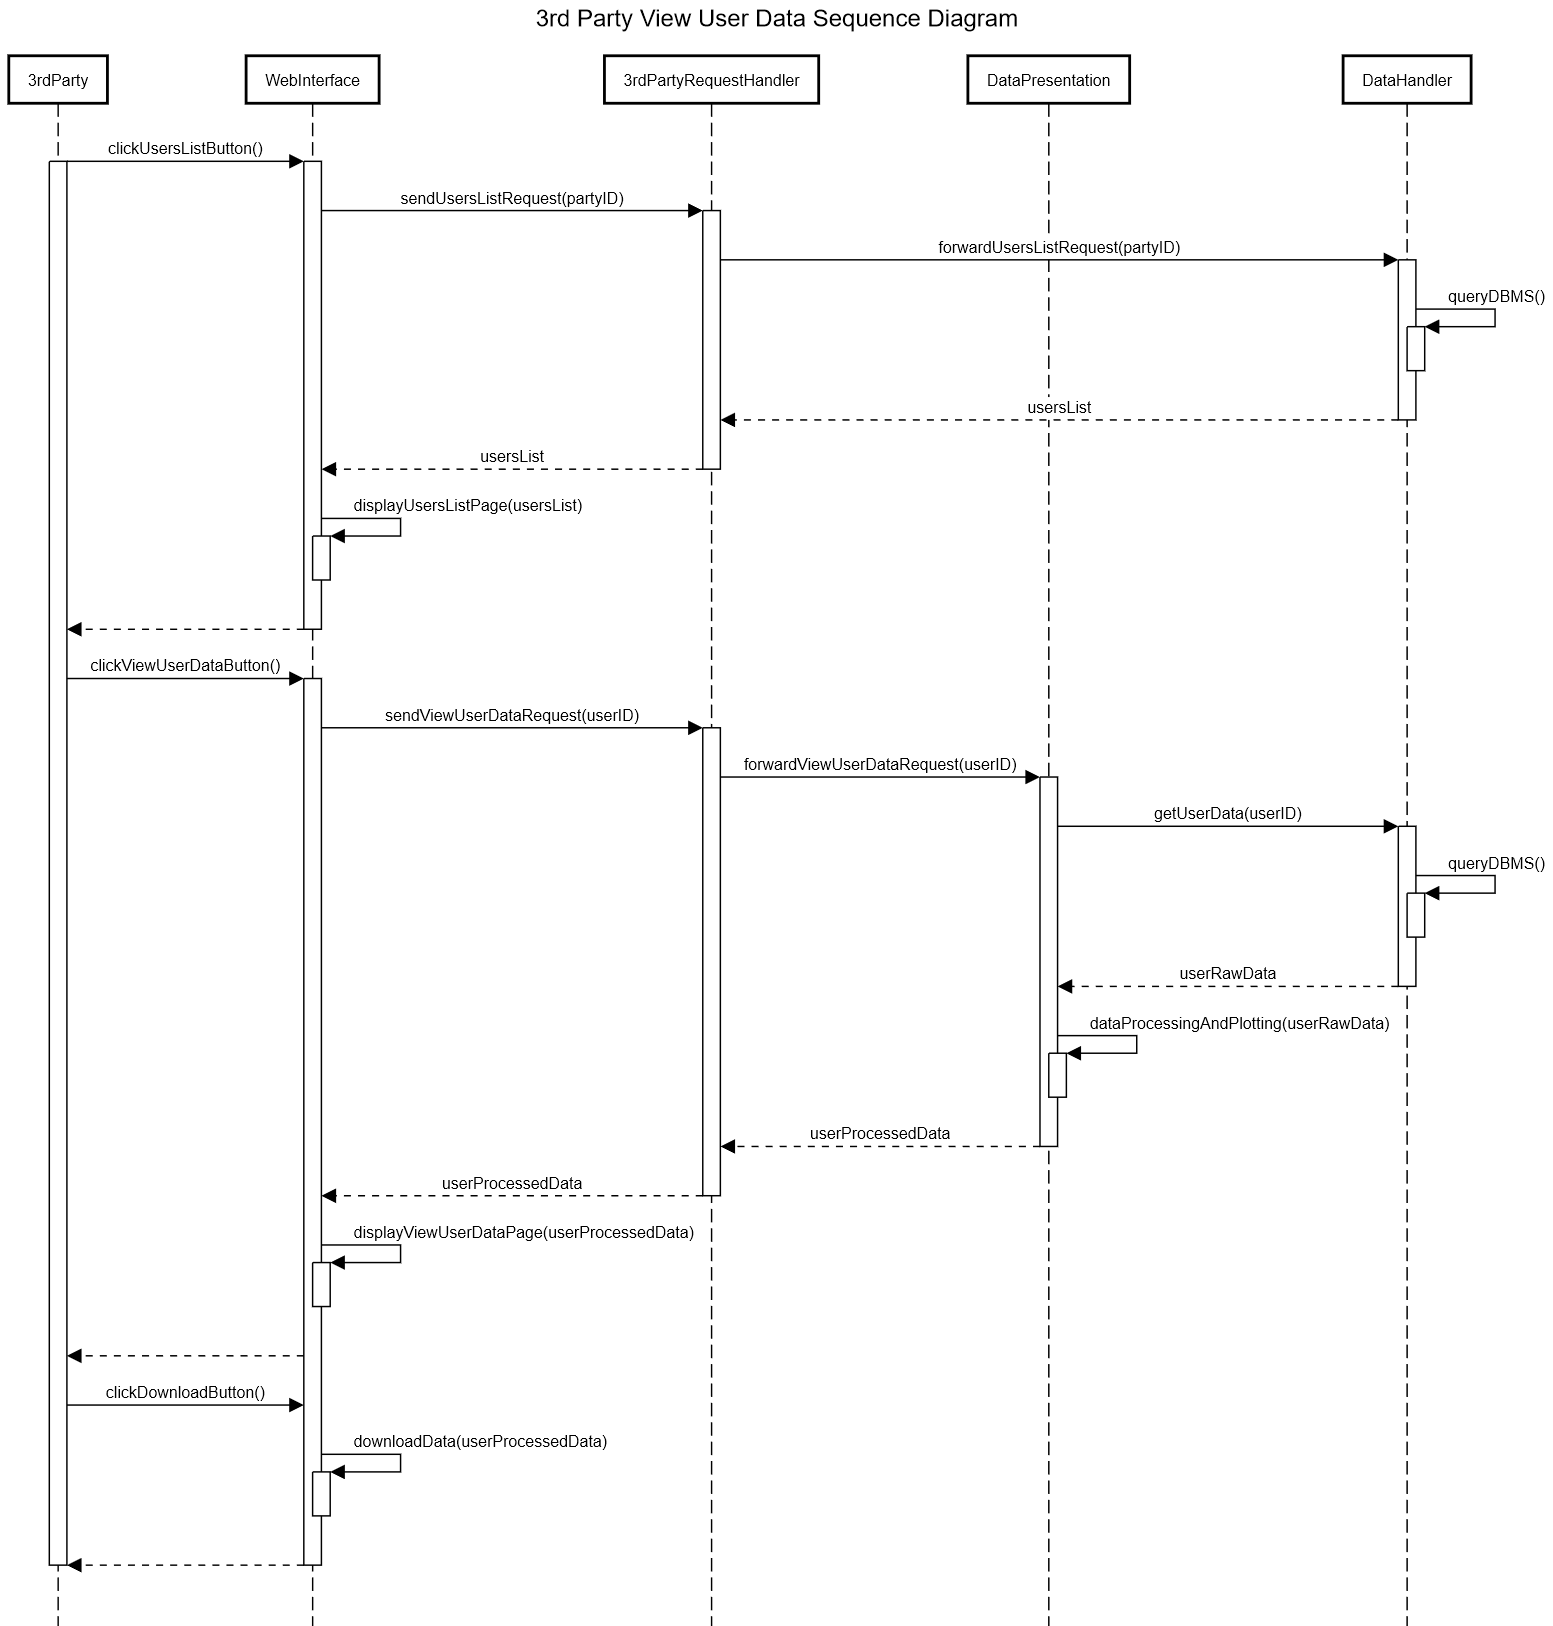 3rd Party View User Data Sequence Diagram
3rdParty
WebInterface
3rdPartyRequestHandler
DataPresentation
DataHandler
clickUsersListButton()
sendUsersListRequest(partyID)
forwardUsersListRequest(partyID)
queryDBMS()
usersList
usersList
displayUsersListPage(usersList)
clickViewUserDataButton()
sendViewUserDataRequest(userID)
forwardViewUserDataRequest(userID)
getUserData(userID)
queryDBMS()
userRawData
dataProcessingAndPlotting(userRawData)
userProcessedData
userProcessedData
displayViewUserDataPage(userProcessedData)
clickDownloadButton()
downloadData(userProcessedData)